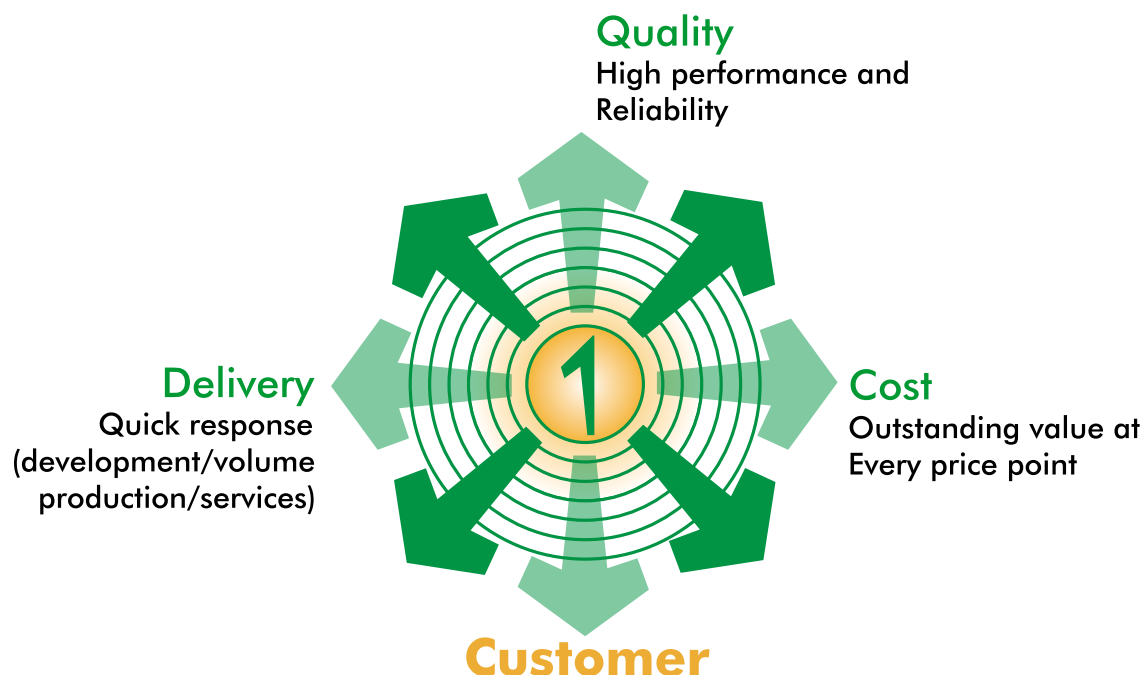 Quality
High performance and
Reliability
1
Delivery
Quick response
(development/volume
production/services)
Cost
Outstanding value at
Every price point
Customer